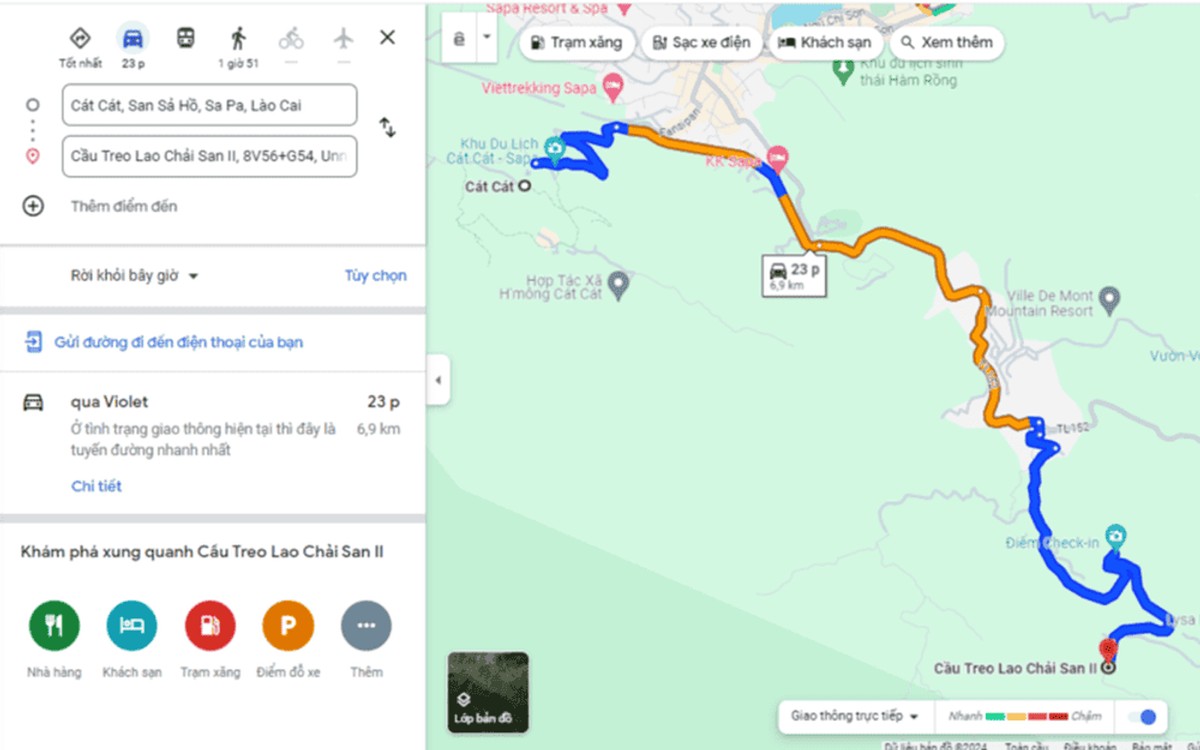 Tốt nhất
23 p
1 giờ 51
Cát Cát, San Sả Hồ, Sa Pa, Lào Cai
Cầu Treo Lao Chải San II, 8V56+G54, Unn
Thêm điểm đến
Rời khỏi bây giờ
Tùy chọn
Gửi đường đi đến điện thoại của bạn
qua Violet
23 p
Ở tình trạng giao thông hiện tại thì đây là
6,9 km
tuyến đường nhanh nhất
Chi tiết
Khám phá xung quanh Cầu Treo Lao Chải San II
Nhà hàng
Khách sạn
Trạm xăng
P
Điểm đỗ xe
Thêm
Sapa Resort & Spa
Trạm xăng
Sạc xe điện
Khách sạn
Xem thêm
Khu du lịch sinh
thái Hàm Rồng
Viettrekking Sapa
Fansipan
Khu Du Lịch
Cát Cát - Sapa
KK Sapa
Cát Cát
23 p
6,9 km
Hợp Tác Xã
H'mông Cát Cát
Ville De Mont
Mountain Resort
TL152
Điểm Check-in
Cầu Treo Lao Chải San II
Lớp bản đồ
Giao thông trực tiếp
Nhanh
Chậm
Dữ liệu bản đồ ©2024
Toàn cầu
Điều khoản
Bảo mật